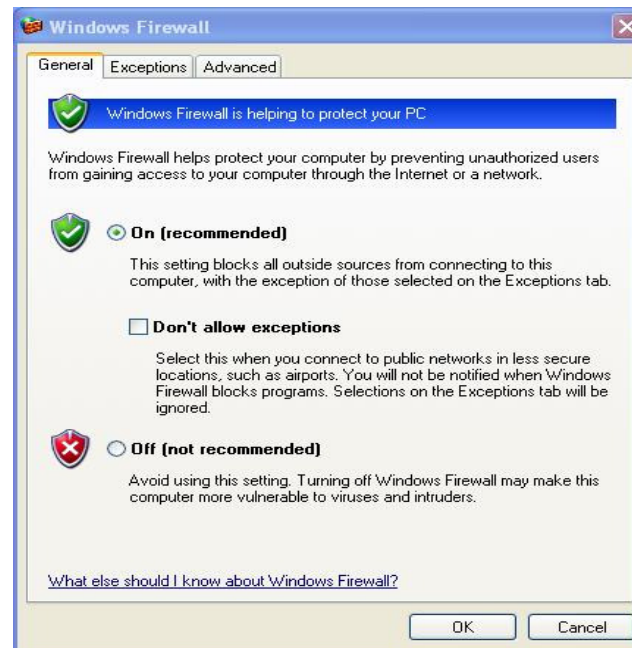 Windows Firewall
General Exceptions Advanced
Windows Firewall is helping to protect your PC
Windows Firewall helps protect your computer by preventing unauthorized users
from gaining access to your computer through the Internet or a network.
On (recommended)
This setting blocks all outside sources from connecting to this
computer, with the exception of those selected on the Exceptions tab.
Don't allow exceptions
Select this when you connect to public networks in less secure
locations, such as airports. You will not be notified when Windows
Firewall blocks programs. Selections on the Exceptions tab will be
ignored.
Off (not recommended)
Avoid using this setting. Turning off Windows Firewall may make this
computer more vulnerable to viruses and intruders.
What else should I know about Windows Firewall?
OK Cancel